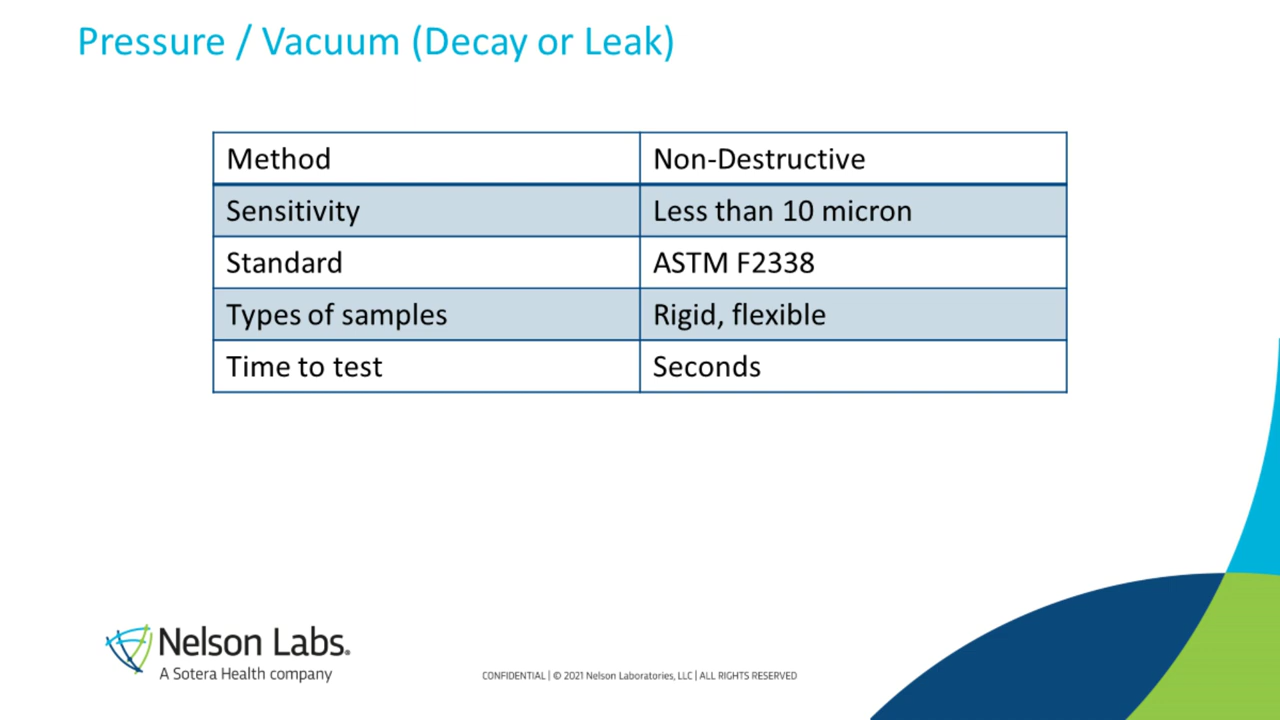 Pressure / Vacuum (Decay or Leak)
Method Non-Destructive
Sensitivity Less than 10 micron
Standard ASTM F2338
Types of samples Rigid, flexible
Time to test Seconds
Nelson Labs®
A Sotera Health company
CONFIDENTIAL | © 2021 Nelson Laboratories, LLC | ALL RIGHTS RESERVED